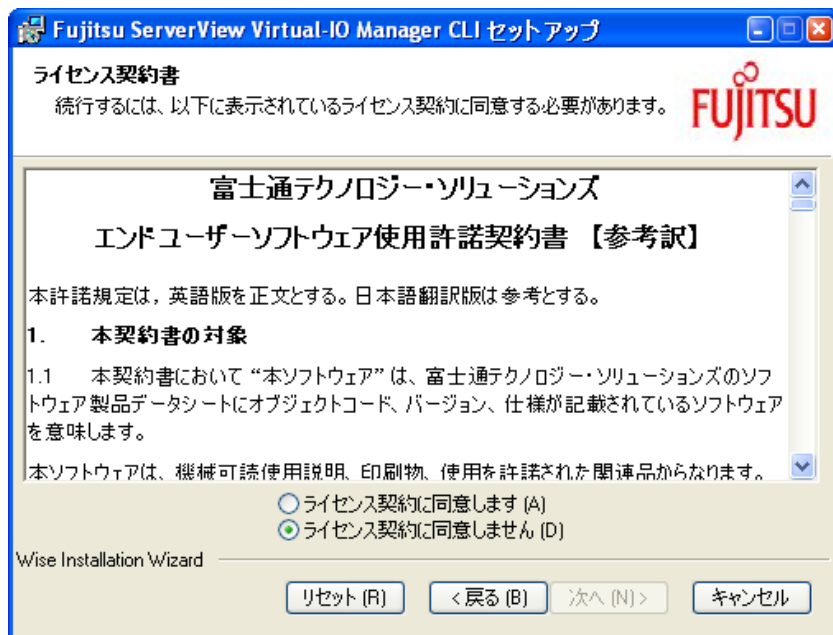 Fujitsu ServerView Virtual-IO Manager CLI セットアップ
ライセンス契約書
続行するには、以下に表示されているライセンス契約に同意する必要があります。
FUJITSU
富士通テクノロジー・ソリューションズ
エンドユーザーソフトウェア使用許諾契約書 【参考訳】
本許諾規定は，英語版を正文とする。日本語翻訳版は参考とする。
1. 本契約書の対象
1.1 本契約書において “本ソフトウェア” は、富士通テクノロジー・ソリューションズのソフ
トウェア製品データシートにオブジェクトコード、バージョン、仕様が記載されているソフトウェア
を意味します。
本ソフトウェアは、機械可読使用説明、印刷物、使用を許諾された関連品からなります。
ライセンス契約に同意します (A)
ライセンス契約に同意しません (D)
Wise Installation Wizard
リセット (R)
< 戻る (B)
次へ (N) >
キャンセル